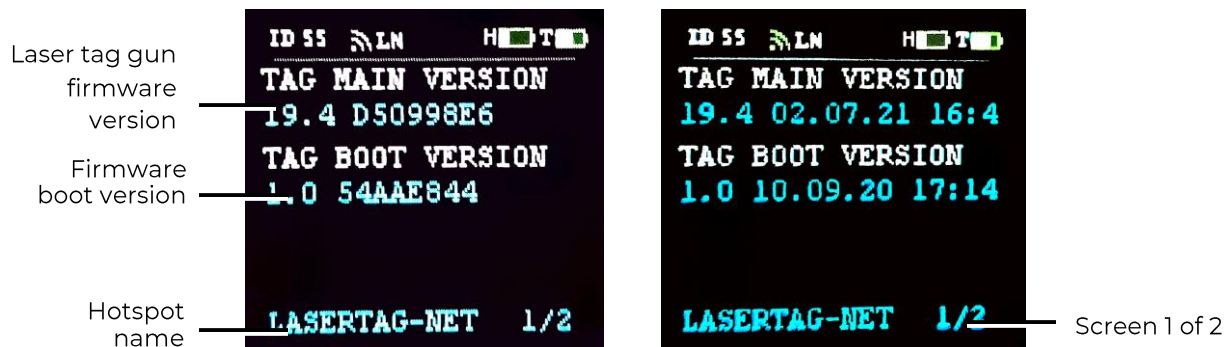 Laser tag gun
firmware
version
Firmware
boot version
Hotspot
name
ID 55 LN H T
TAG MAIN VERSION
19.4 D50998E6
TAG BOOT VERSION
1.0 54AAE844
LASERTAG-NET 1/2
ID 55 LN H T
TAG MAIN VERSION
19.4 02.07.21 16:4
TAG BOOT VERSION
1.0 10.09.20 17:14
LASERTAG-NET 1/2
Screen 1 of 2